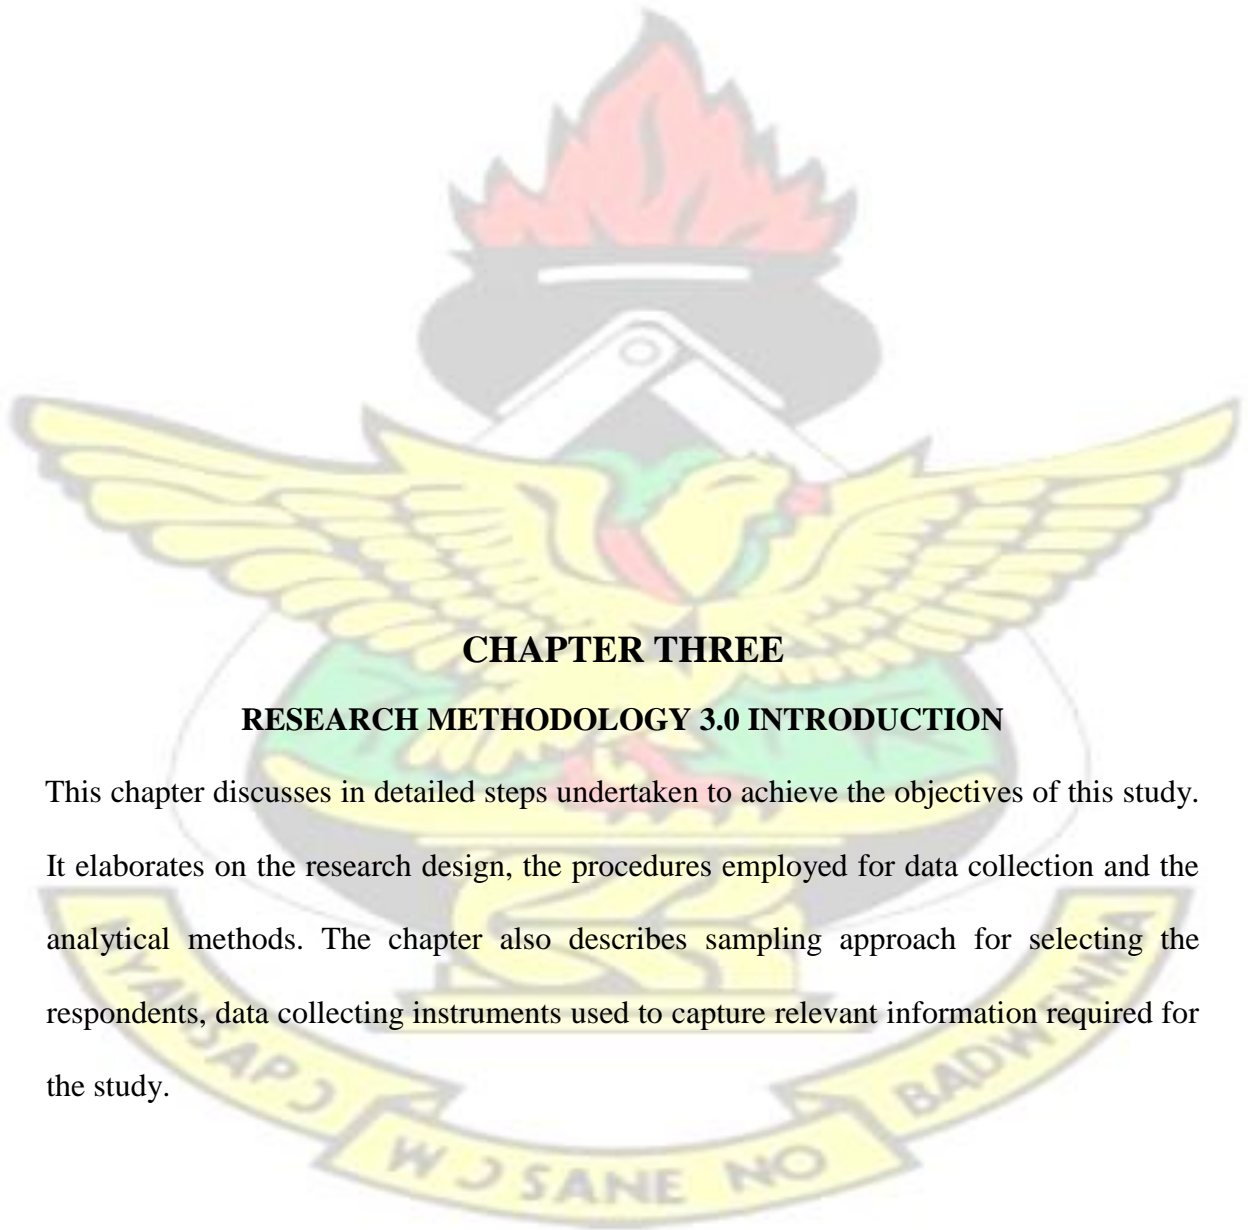 CHAPTER THREE
RESEARCH METHODOLOGY 3.0 INTRODUCTION
This chapter discusses in detailed steps undertaken to achieve the objectives of this study.
It elaborates on the research design, the procedures employed for data collection and the
analytical methods. The chapter also describes sampling approach for selecting the
respondents, data collecting instruments used to capture relevant information required for
the study.
NYANSAPƆ WƆSANE NO BADWENMA